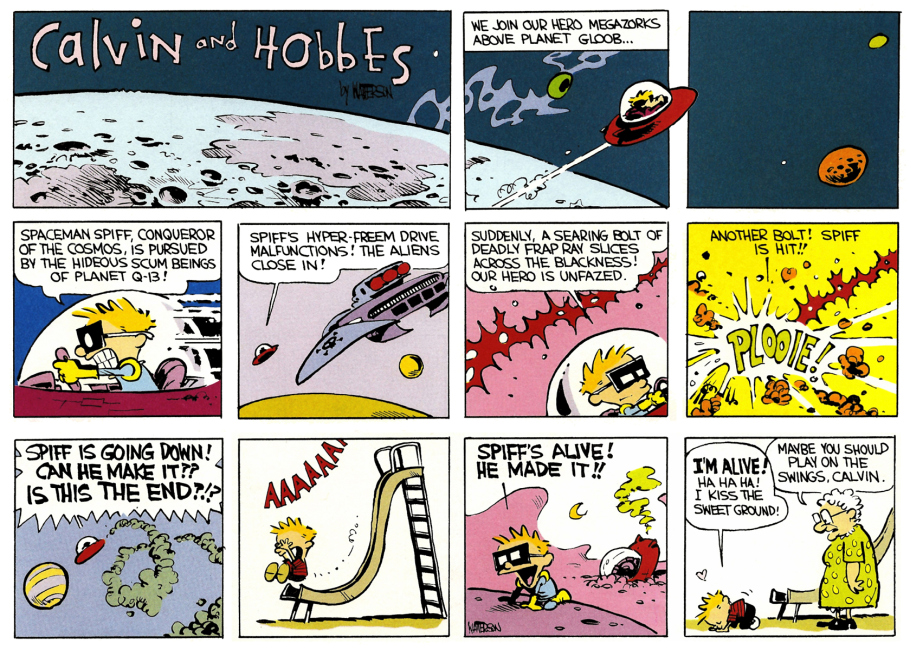 Calvin and Hobbes
by WATTERSON
WE JOIN OUR HERO MEGAZORKS
ABOVE PLANET GLOOB...
SPACEMAN SPIFF, CONQUEROR
OF THE COSMOS, IS PURSUED
BY THE HIDEOUS SCUM BEINGS
OF PLANET Q-13!
SPIFF'S HYPER-FREEM DRIVE
MALFUNCTIONS! THE ALIENS
CLOSE IN!
SUDDENLY, A SEARING BOLT OF
DEADLY FRAP RAY SLICES
ACROSS THE BLACKNESS!
OUR HERO IS UNFAZED.
ANOTHER BOLT! SPIFF
IS HIT!!
PLOOIE!
SPIFF IS GOING DOWN!
CAN HE MAKE IT??
IS THIS THE END?!?
AAAAAAA
SPIFF'S ALIVE!
HE MADE IT!!
WATTERSON
I'M ALIVE!
HA HA HA!
I KISS THE
SWEET GROUND!
MAYBE YOU SHOULD
PLAY ON THE
SWINGS, CALVIN.